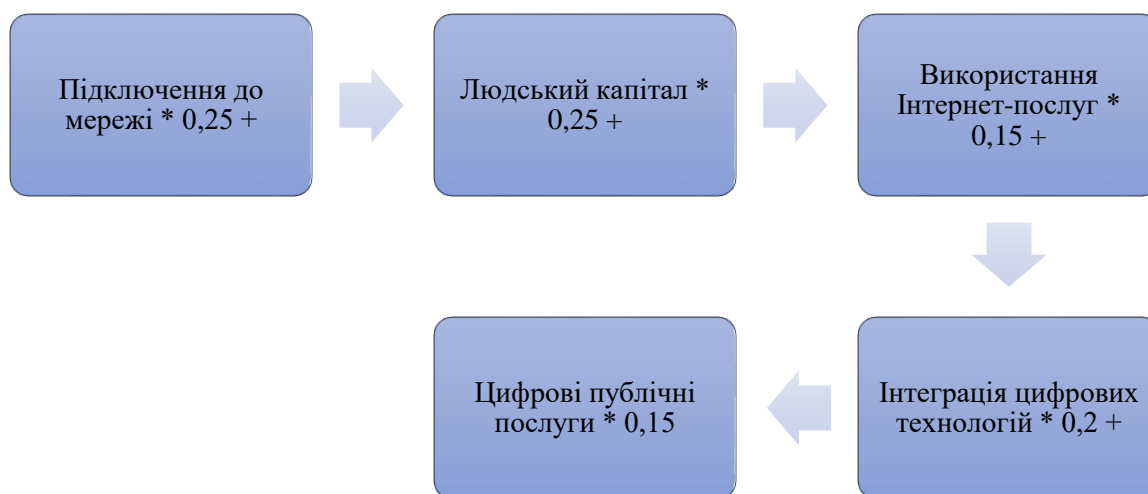 Підключення до
мережі * 0,25 +
Людський капітал *
0,25 +
Використання
Інтернет-послуг *
0,15 +
Інтеграція цифрових
технологій * 0,2 +
Цифрові публічні
послуги * 0,15